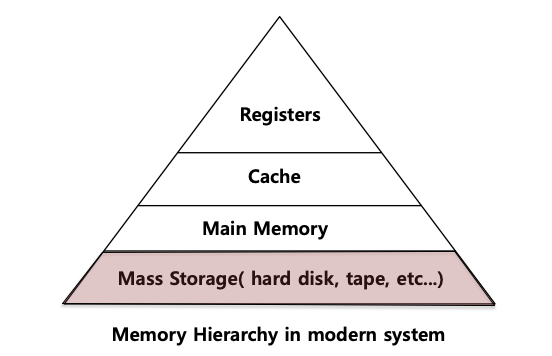 Registers
Cache
Main Memory
Mass Storage( hard disk, tape, etc...)
Memory Hierarchy in modern system